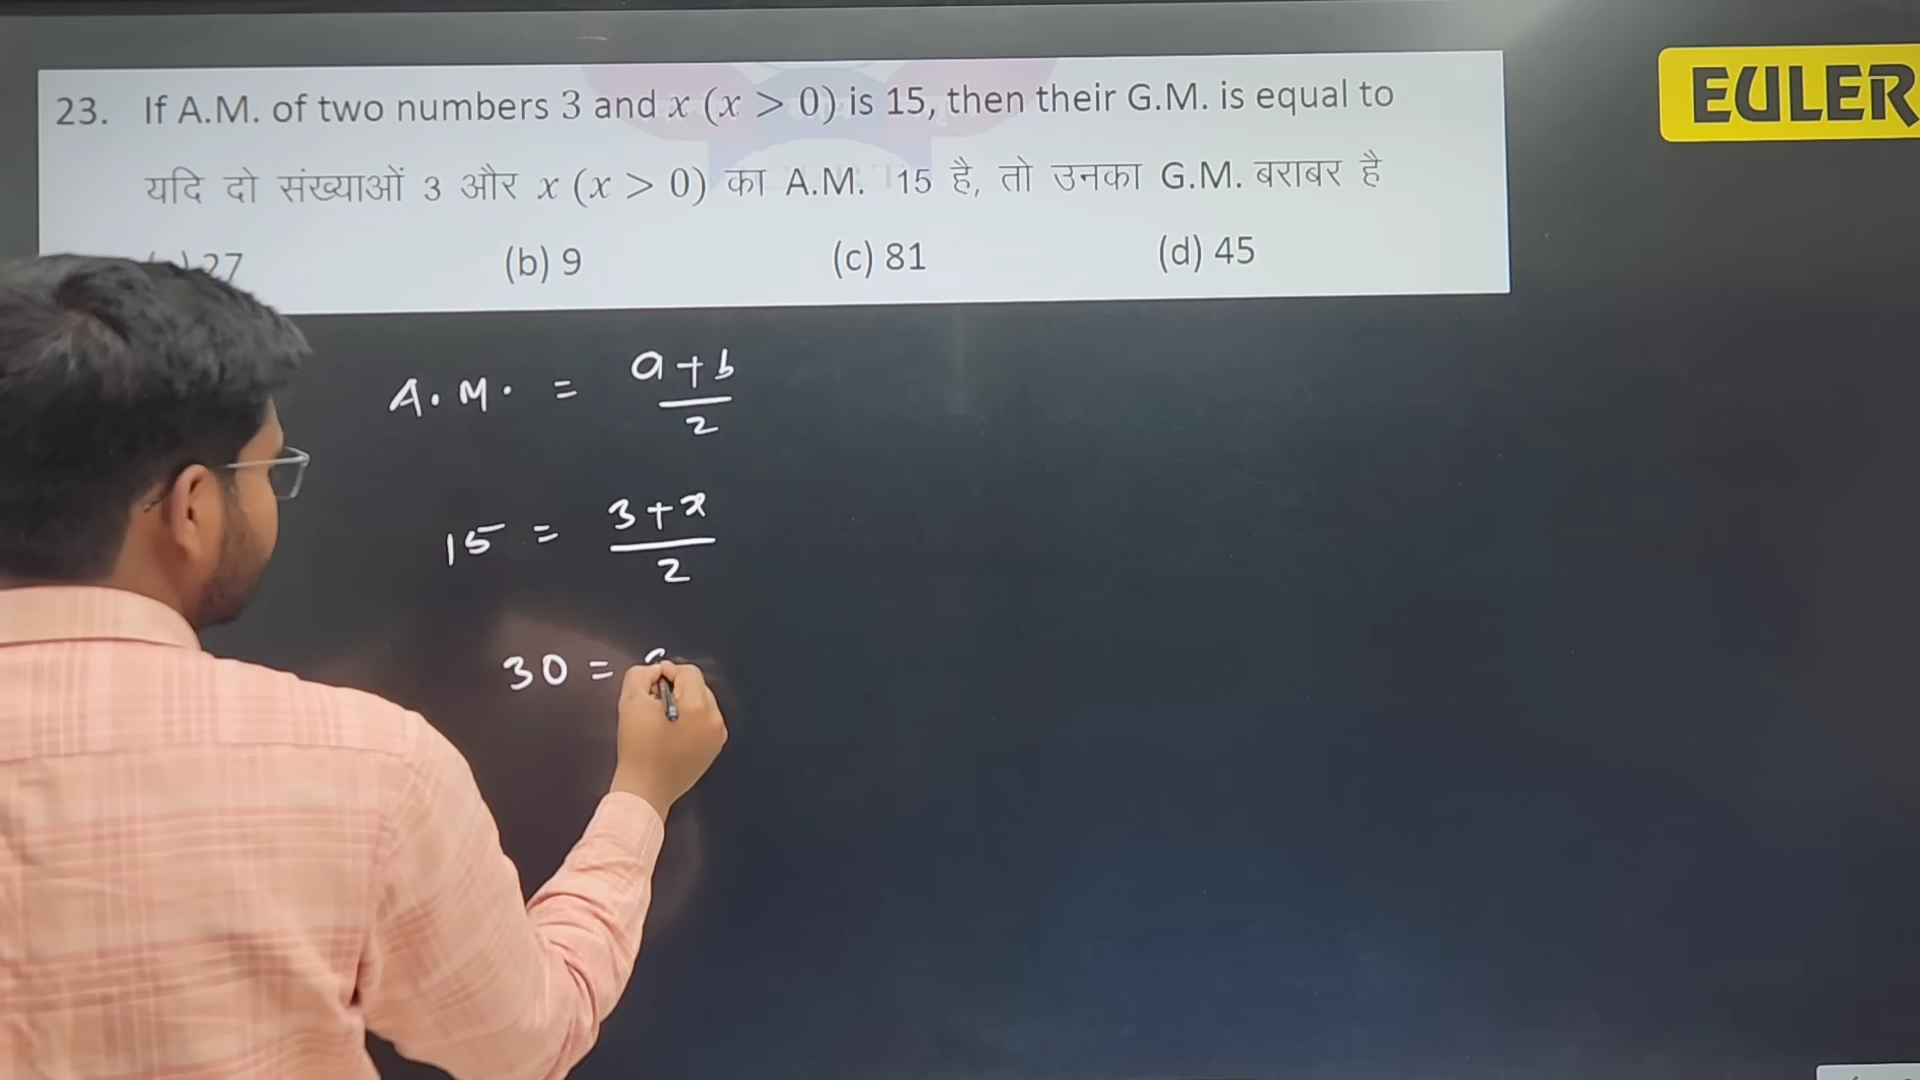 EULER
23. If A.M. of two numbers 3 and x (x > 0) is 15, then their G.M. is equal to
यदि दो संख्याओं 3 और x (x > 0) का A.M. 15 है, तो उनका G.M. बराबर है
27 (b) 9 (c) 81 (d) 45
A.M. = a+b
2
15 = 3+x
2
30 =